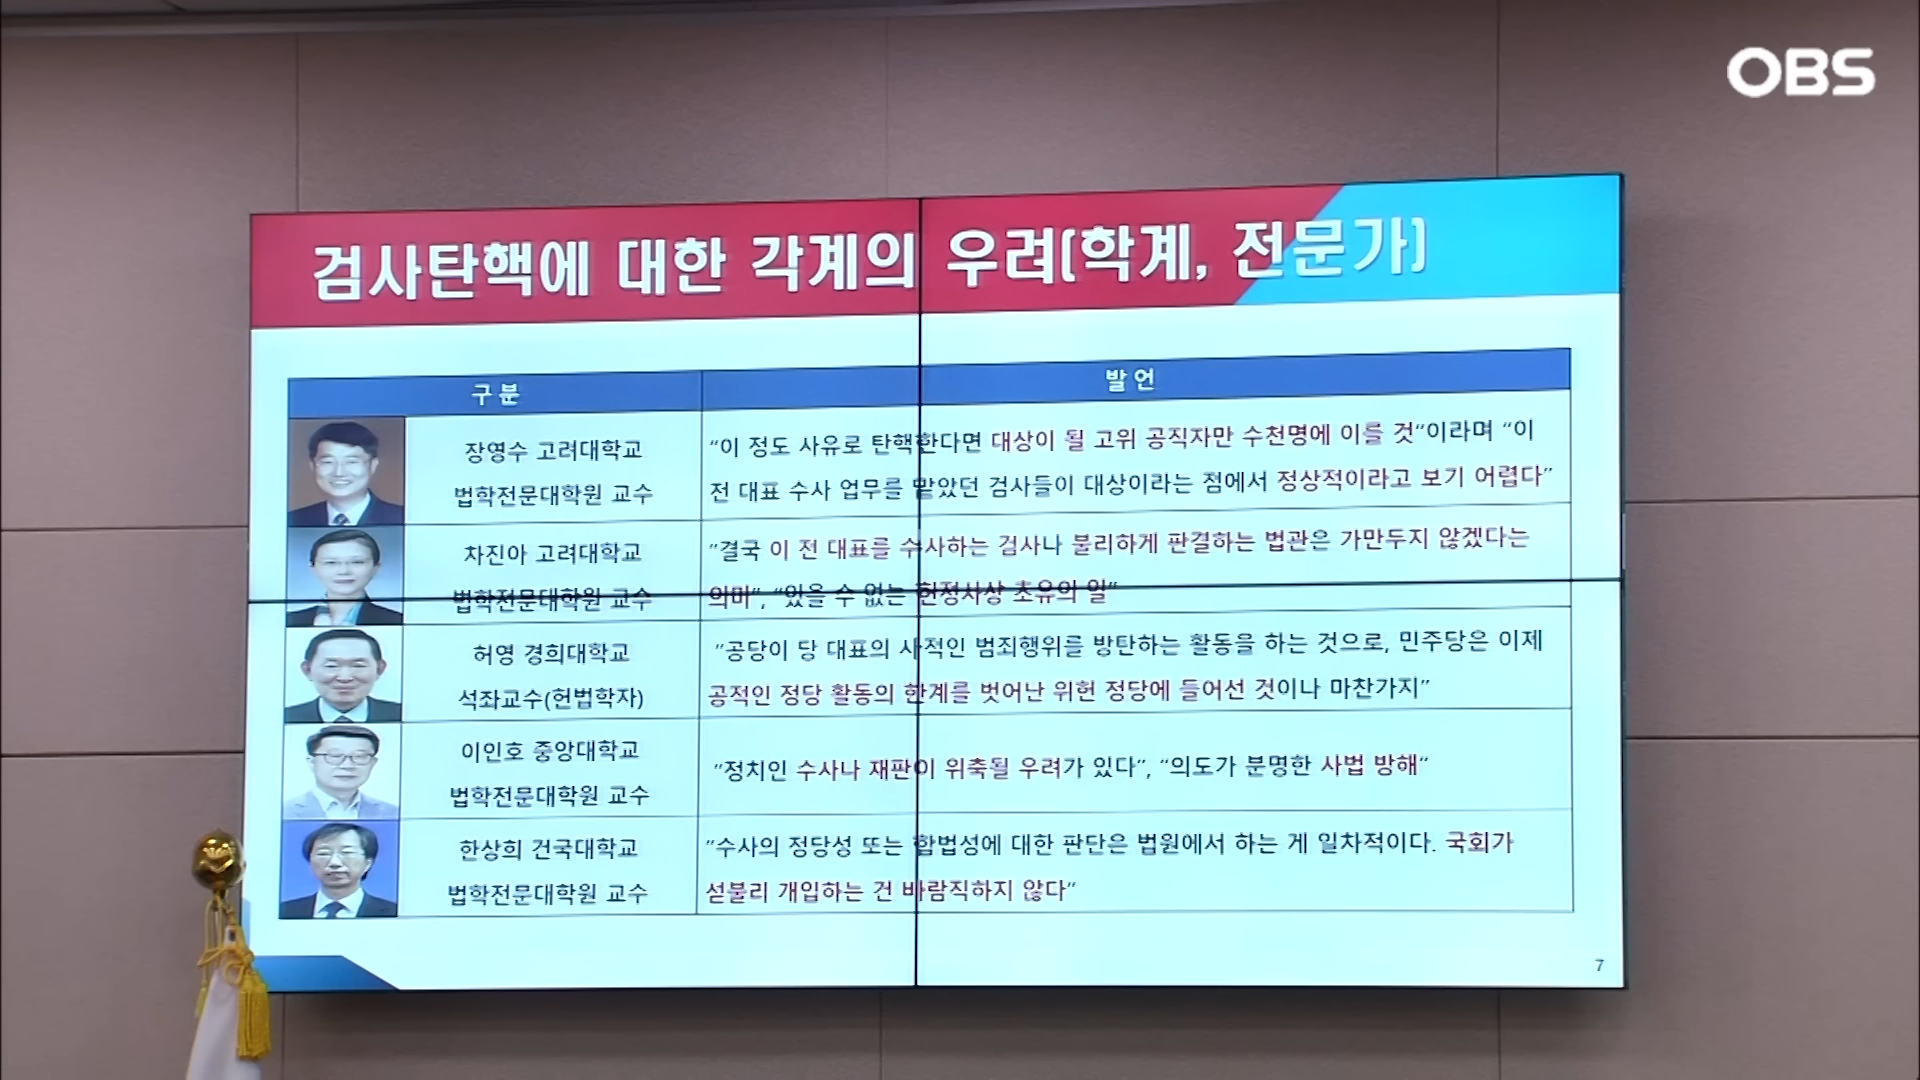 OBS
검사탄핵에 대한 각계의 우려(학계, 전문가)
구 분
발 언
장영수 고려대학교
법학전문대학원 교수
“이 정도 사유로 탄핵한다면 대상이 될 고위 공직자만 수천명에 이를 것“이라며 “이
전 대표 수사 업무를 맡았던 검사들이 대상이라는 점에서 정상적이라고 보기 어렵다”
차진아 고려대학교
법학전문대학원 교수
”결국 이 전 대표를 수사하는 검사나 불리하게 판결하는 법관은 가만두지 않겠다는
의미”, “있을 수 없는 헌정사상 초유의 일”
허영 경희대학교
석좌교수(헌법학자)
”공당이 당 대표의 사적인 범죄행위를 방탄하는 활동을 하는 것으로, 민주당은 이제
공적인 정당 활동의 한계를 벗어난 위헌 정당에 들어선 것이나 마찬가지”
이인호 중앙대학교
법학전문대학원 교수
”정치인 수사나 재판이 위축될 우려가 있다”, “의도가 분명한 사법 방해”
한상희 건국대학교
법학전문대학원 교수
”수사의 정당성 또는 합법성에 대한 판단은 법원에서 하는 게 일차적이다. 국회가
섣불리 개입하는 건 바람직하지 않다”
7